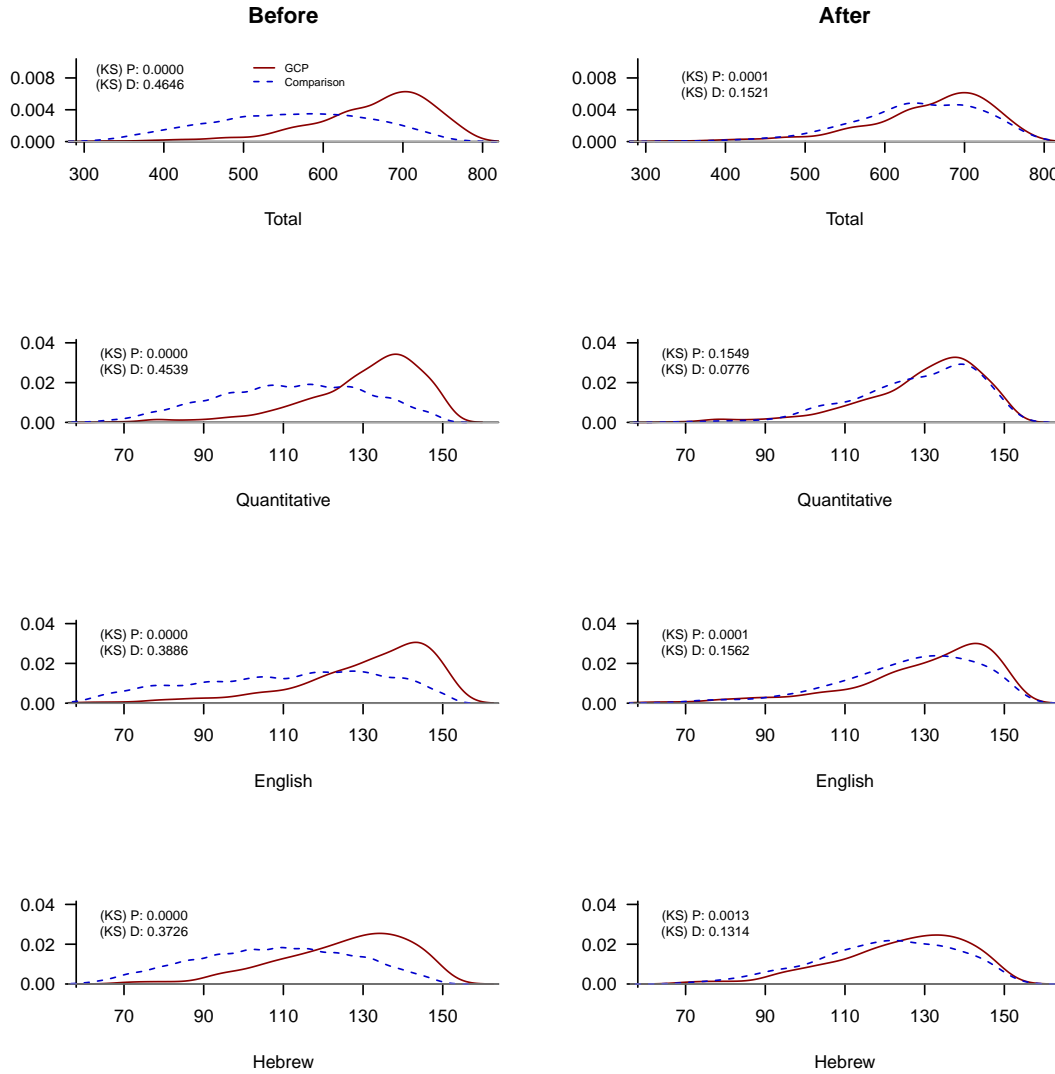 Before
After
(KS) P: 0.0000
(KS) D: 0.4646
GCP
Comparison
0.008
0.004
0.000
300 400 500 600 700 800
Total
(KS) P: 0.0001
(KS) D: 0.1521
0.008
0.004
0.000
300 400 500 600 700 800
Total
(KS) P: 0.0000
(KS) D: 0.4539
0.04
0.02
0.00
70 90 110 130 150
Quantitative
(KS) P: 0.1549
(KS) D: 0.0776
0.04
0.02
0.00
70 90 110 130 150
Quantitative
(KS) P: 0.0000
(KS) D: 0.3886
0.04
0.02
0.00
70 90 110 130 150
English
(KS) P: 0.0001
(KS) D: 0.1562
0.04
0.02
0.00
70 90 110 130 150
English
(KS) P: 0.0000
(KS) D: 0.3726
0.04
0.02
0.00
70 90 110 130 150
Hebrew
(KS) P: 0.0013
(KS) D: 0.1314
0.04
0.02
0.00
70 90 110 130 150
Hebrew